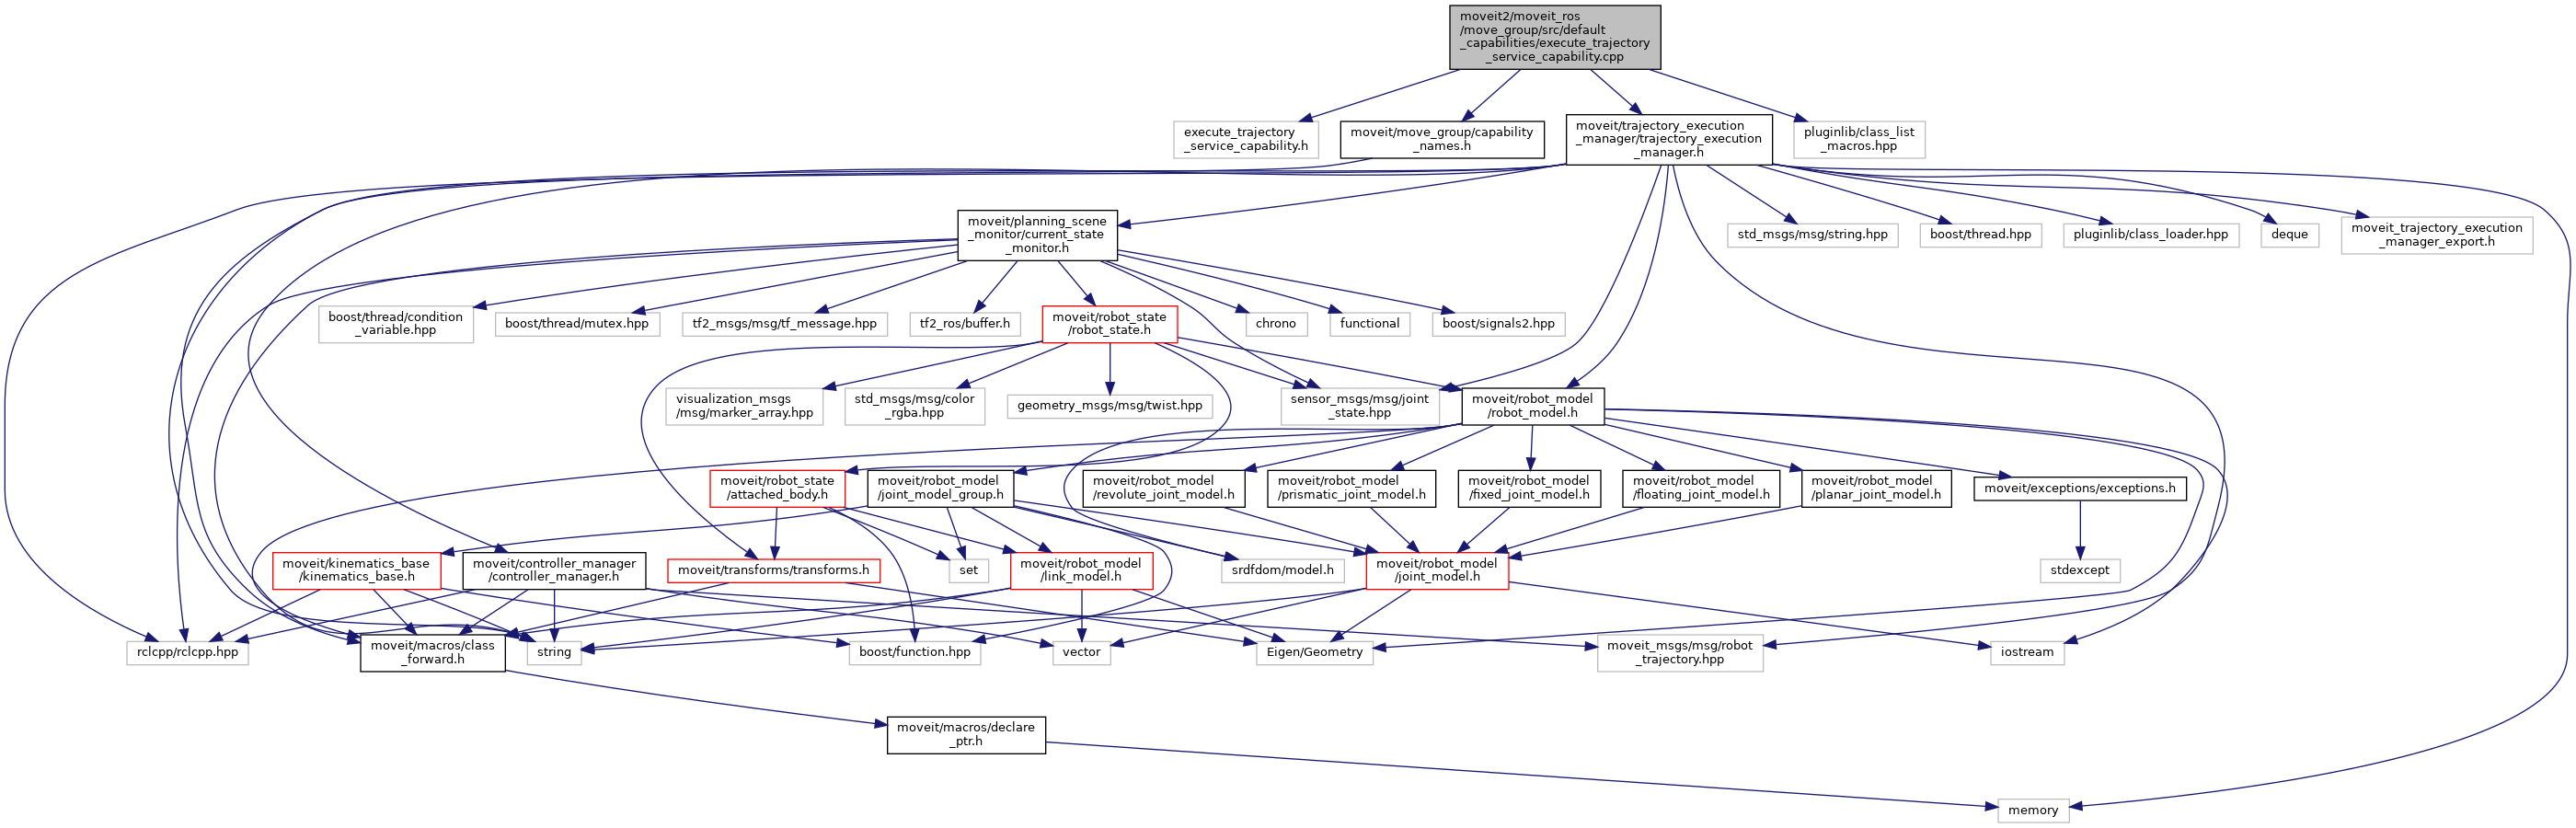 moveit2/moveit_ros
/move_group/src/default
_capabilities/execute_trajectory
_service_capability.cpp
execute_trajectory
_service_capability.h
moveit/move_group/capability
_names.h
moveit/trajectory_execution
_manager/trajectory_execution
_manager.h
pluginlib/class_list
_macros.hpp
moveit/planning_scene
_monitor/current_state
_monitor.h
std_msgs/msg/string.hpp
boost/thread.hpp
pluginlib/class_loader.hpp
deque
moveit_trajectory_execution
_manager_export.h
boost/thread/condition
_variable.hpp
boost/thread/mutex.hpp
tf2_msgs/msg/tf_message.hpp
tf2_ros/buffer.h
moveit/robot_state
/robot_state.h
chrono
functional
boost/signals2.hpp
visualization_msgs
/msg/marker_array.hpp
std_msgs/msg/color
_rgba.hpp
geometry_msgs/msg/twist.hpp
sensor_msgs/msg/joint
_state.hpp
moveit/robot_model
/robot_model.h
moveit/robot_state
/attached_body.h
moveit/robot_model
/joint_model_group.h
moveit/robot_model
/revolute_joint_model.h
moveit/robot_model
/prismatic_joint_model.h
moveit/robot_model
/fixed_joint_model.h
moveit/robot_model
/floating_joint_model.h
moveit/robot_model
/planar_joint_model.h
moveit/exceptions/exceptions.h
moveit/kinematics_base
/kinematics_base.h
moveit/controller_manager
/controller_manager.h
moveit/transforms/transforms.h
set
moveit/robot_model
/link_model.h
srdfdom/model.h
moveit/robot_model
/joint_model.h
stdexcept
rclcpp/rclcpp.hpp
moveit/macros/class
_forward.h
string
boost/function.hpp
vector
Eigen/Geometry
moveit_msgs/msg/robot
_trajectory.hpp
iostream
moveit/macros/declare
_ptr.h
memory